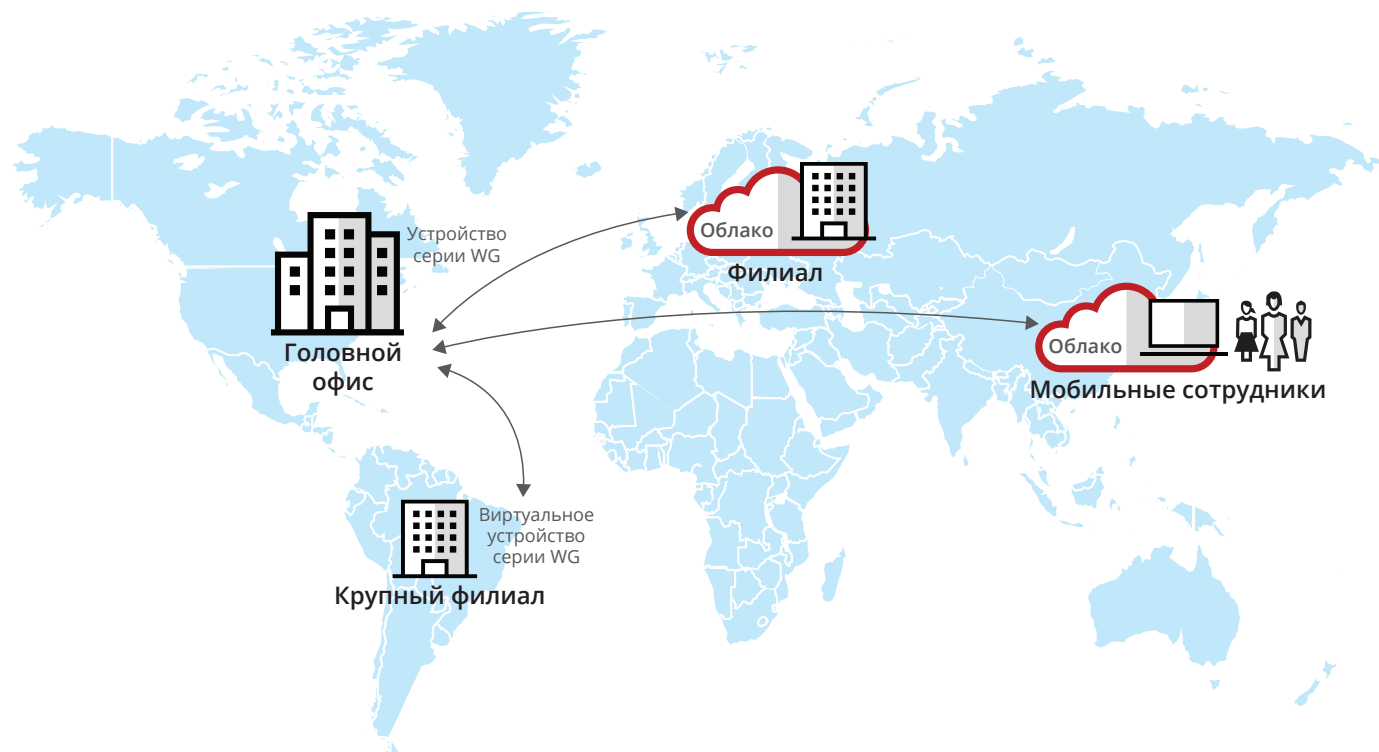 Устройство
серии WG
Головной
офис
Облако
Филиал
Облако
Мобильные сотрудники
Виртуальное
устройство
серии WG
Крупный филиал